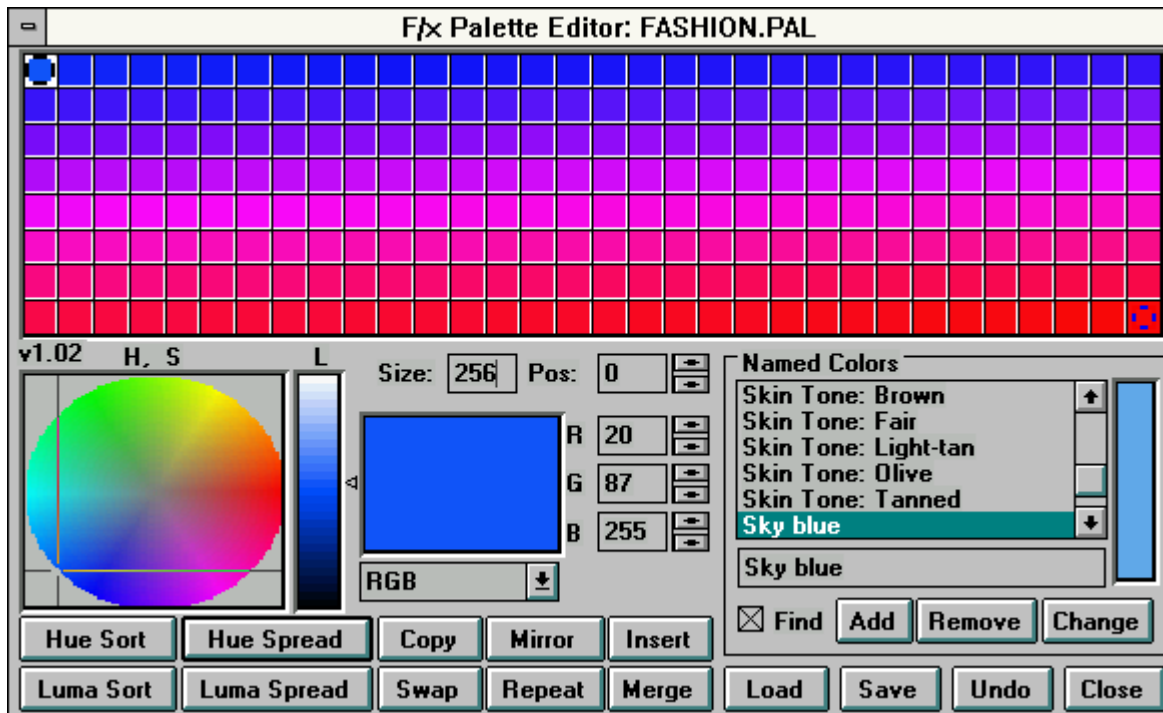 F/x Palette Editor: FASHION.PAL
v1.02
H, S
L
Size: 256
Pos: 0
R 20
G 87
B 255
RGB
Named Colors
Skin Tone: Brown
Skin Tone: Fair
Skin Tone: Light-tan
Skin Tone: Olive
Skin Tone: Tanned
Sky blue
Sky blue
Find
Add
Remove
Change
Hue Sort
Hue Spread
Copy
Mirror
Insert
Luma Sort
Luma Spread
Swap
Repeat
Merge
Load
Save
Undo
Close